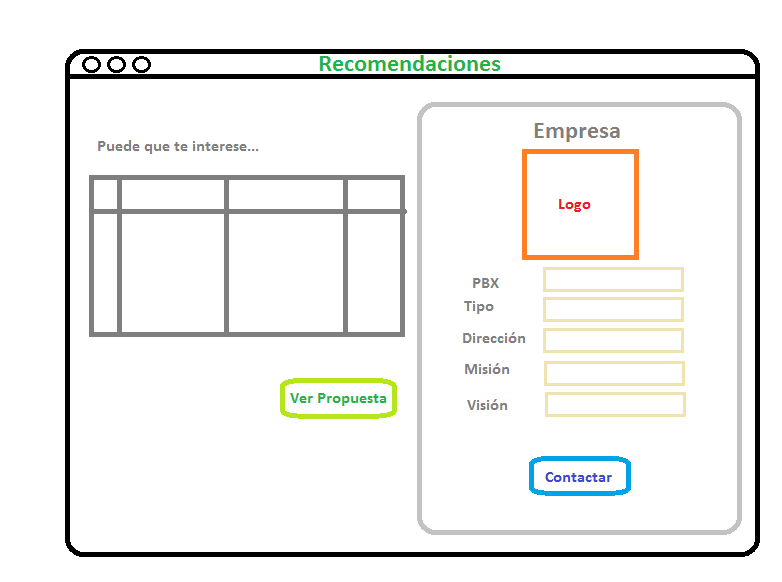 Recomendaciones
Puede que te interese...
Ver Propuesta
Empresa
Logo
PBX
Tipo
Dirección
Misión
Visión
Contactar